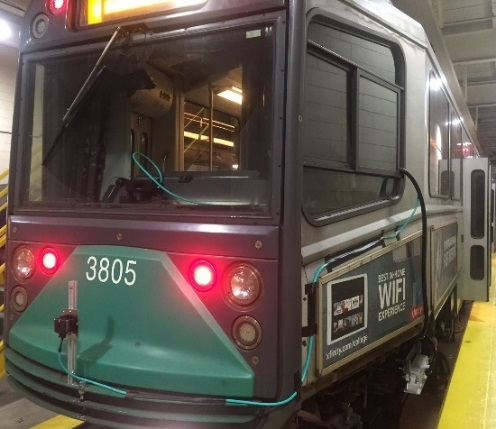 3805
BEST IN-HOME
WIFI
EXPERIENCE
xfinity.com/college